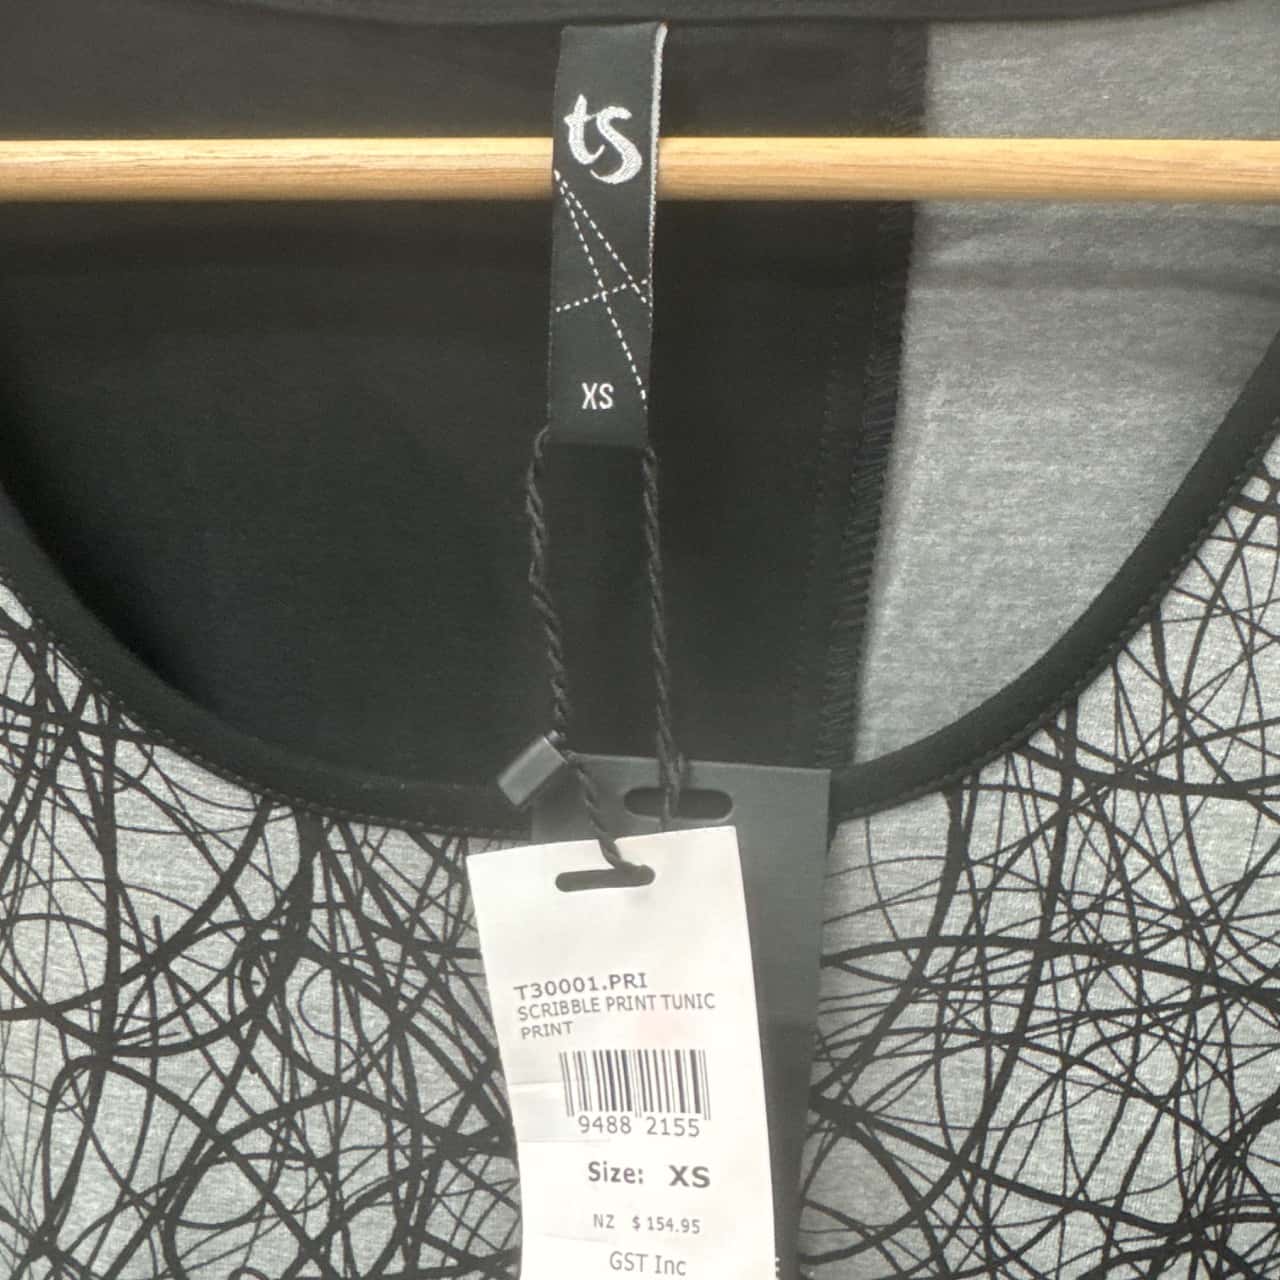 ts
XS
T30001.PRI
SCRIBBLE PRINT TUNIC
PRINT
9488 2155
Size: XS
NZ $ 154.95
GST Inc